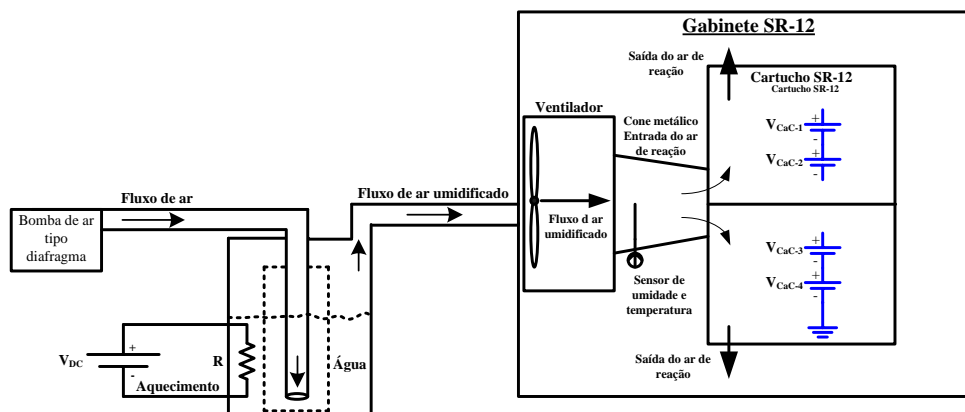 Gabinete SR-12
Saída do ar de
reação
Cartucho SR-12
Cartucho SR-12
Ventilador
Cone metálico
Entrada do ar
de reação
V_CaC-1
+
-
V_CaC-2
+
-
Fluxo de ar
Fluxo de ar umidificado
Bomba de ar
tipo
diafragma
Fluxo d ar
umidificado
Sensor de
umidade e
temperatura
V_CaC-3
+
-
V_CaC-4
+
-
V_DC
+
-
R
Aquecimento
Água
Saída do ar de
reação